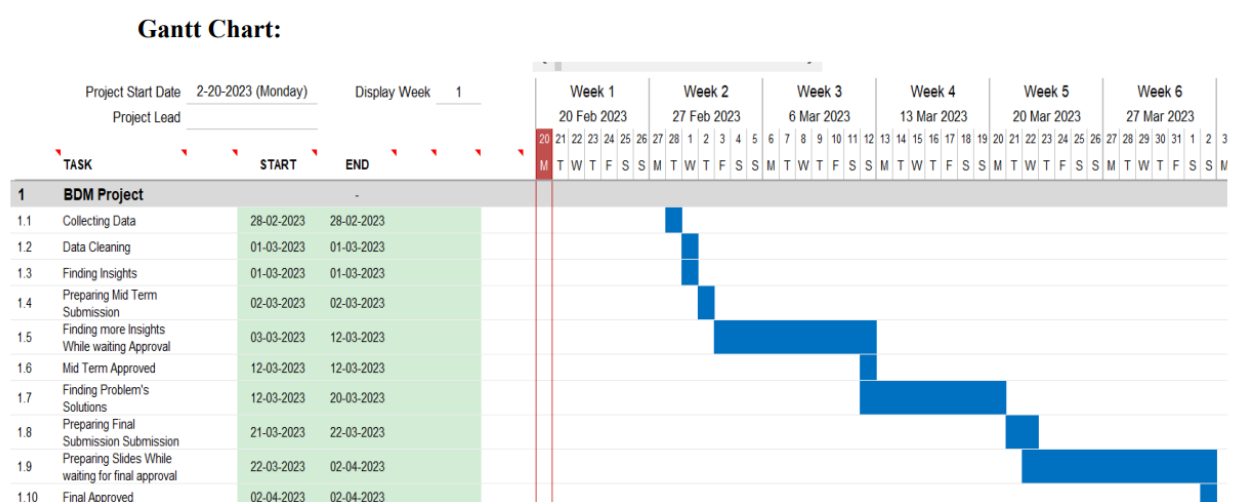 Gantt Chart:
Project Start Date 2-20-2023 (Monday) Display Week 1 Week 1 Week 2 Week 3 Week 4 Week 5 Week 6
Project Lead 20 Feb 2023 27 Feb 2023 6 Mar 2023 13 Mar 2023 20 Mar 2023 27 Mar 2023
20 21 22 23 24 25 26 27 28 1 2 3 4 5 6 7 8 9 10 11 12 13 14 15 16 17 18 19 20 21 22 23 24 25 26 27 28 29 30 31 1 2 3
TASK START END M T W T F S S M T W T F S S M T W T F S S M T W T F S S M T W T F S S M T W T F S S M
1 BDM Project -
1.1 Collecting Data 28-02-2023 28-02-2023
1.2 Data Cleaning 01-03-2023 01-03-2023
1.3 Finding Insights 01-03-2023 01-03-2023
1.4 Preparing Mid Term
Submission 02-03-2023 02-03-2023
1.5 Finding more Insights
While waiting Approval 03-03-2023 12-03-2023
1.6 Mid Term Approved 12-03-2023 12-03-2023
1.7 Finding Problem's
Solutions 12-03-2023 20-03-2023
1.8 Preparing Final
Submission Submission 21-03-2023 22-03-2023
1.9 Preparing Slides While
waiting for final approval 22-03-2023 02-04-2023
1.10 Final Approved 02-04-2023 02-04-2023